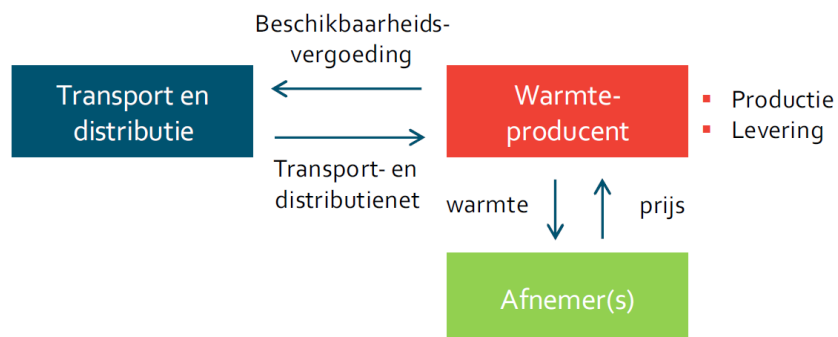 Beschikbaarheids-
vergoeding
Transport en
distributie
Warmte-
producent
▪ Productie
▪ Levering
Transport- en
distributienet
warmte
prijs
Afnemer(s)